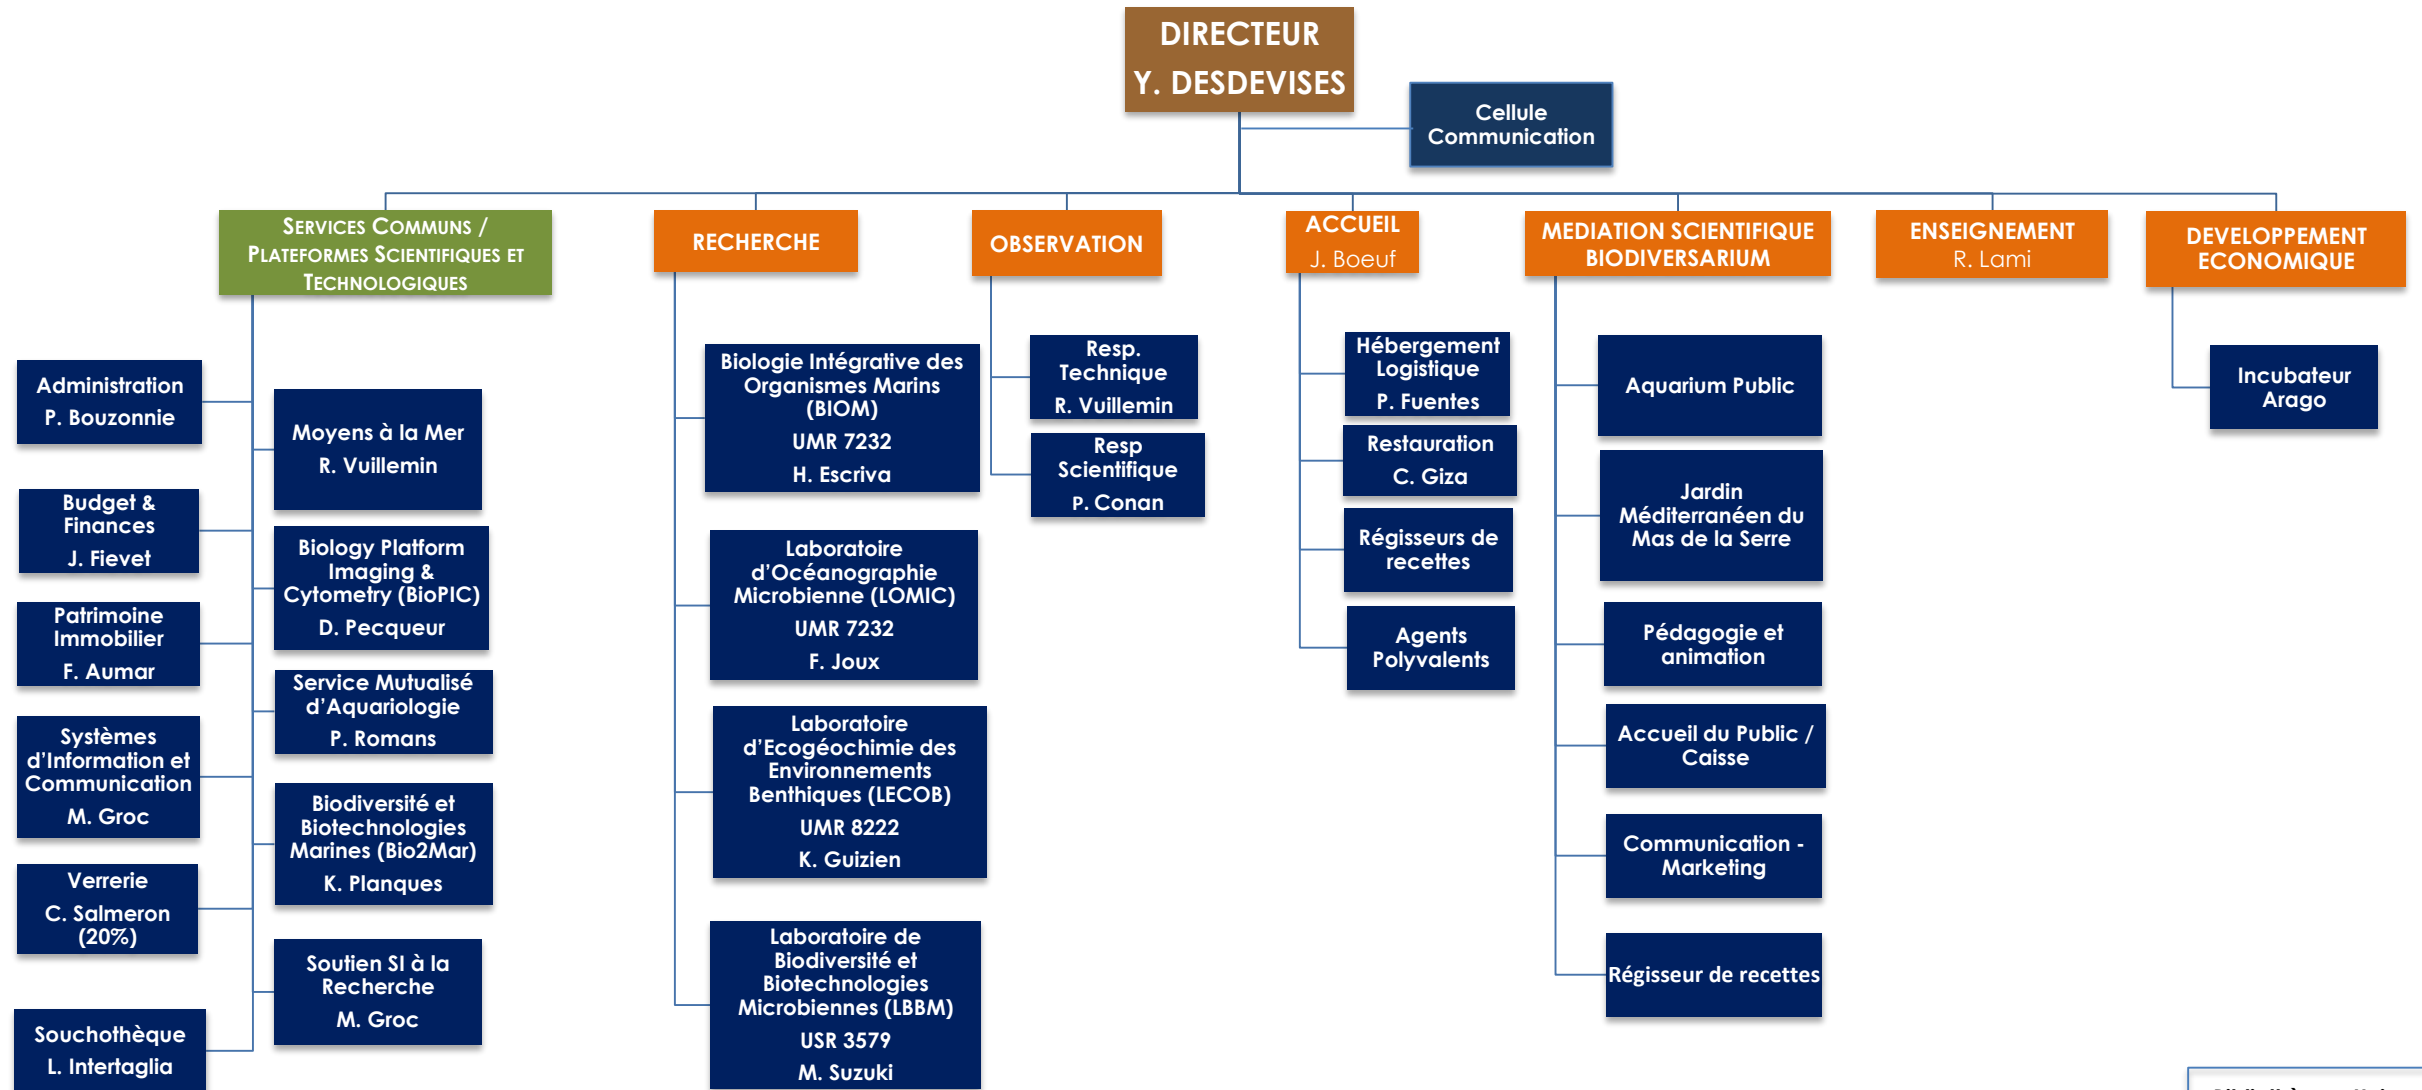 DIRECTEUR
Y. DESDEVISES
Cellule
Communication
SERVICES COMMUNS /
PLATEFORMES SCIENTIFIQUES ET
TECHNOLOGIQUES
RECHERCHE
OBSERVATION
ACCUEIL
J. Boeuf
MEDIATION SCIENTIFIQUE
BIODIVERSARIUM
ENSEIGNEMENT
R. Lami
DEVELOPPEMENT
ECONOMIQUE
Administration
P. Bouzonnie
Budget &
Finances
J. Fievet
Patrimoine
Immobilier
F. Aumar
Systèmes
d'Information et
Communication
M. Groc
Verrerie
C. Salmeron
(20%)
Souchothèque
L. Intertaglia
Moyens à la Mer
R. Vuillemin
Biology Platform
Imaging &
Cytometry (BioPIC)
D. Pecqueur
Service Mutualisé
d'Aquariologie
P. Romans
Biodiversité et
Biotechnologies
Marines (Bio2Mar)
K. Planques
Soutien SI à la
Recherche
M. Groc
Biologie Intégrative des
Organismes Marins
(BIOM)
UMR 7232
H. Escriva
Laboratoire
d'Océanographie
Microbienne (LOMIC)
UMR 7232
F. Joux
Laboratoire
d'Ecogéochimie des
Environnements
Benthiques (LECOB)
UMR 8222
K. Guizien
Laboratoire de
Biodiversité et
Biotechnologies
Microbiennes (LBBM)
USR 3579
M. Suzuki
Resp.
Technique
R. Vuillemin
Resp
Scientifique
P. Conan
Hébergement
Logistique
P. Fuentes
Restauration
C. Giza
Régisseurs de
recettes
Agents
Polyvalents
Aquarium Public
Jardin
Méditerranéen du
Mas de la Serre
Pédagogie et
animation
Accueil du Public /
Caisse
Communication -
Marketing
Régisseur de recettes
Incubateur
Arago